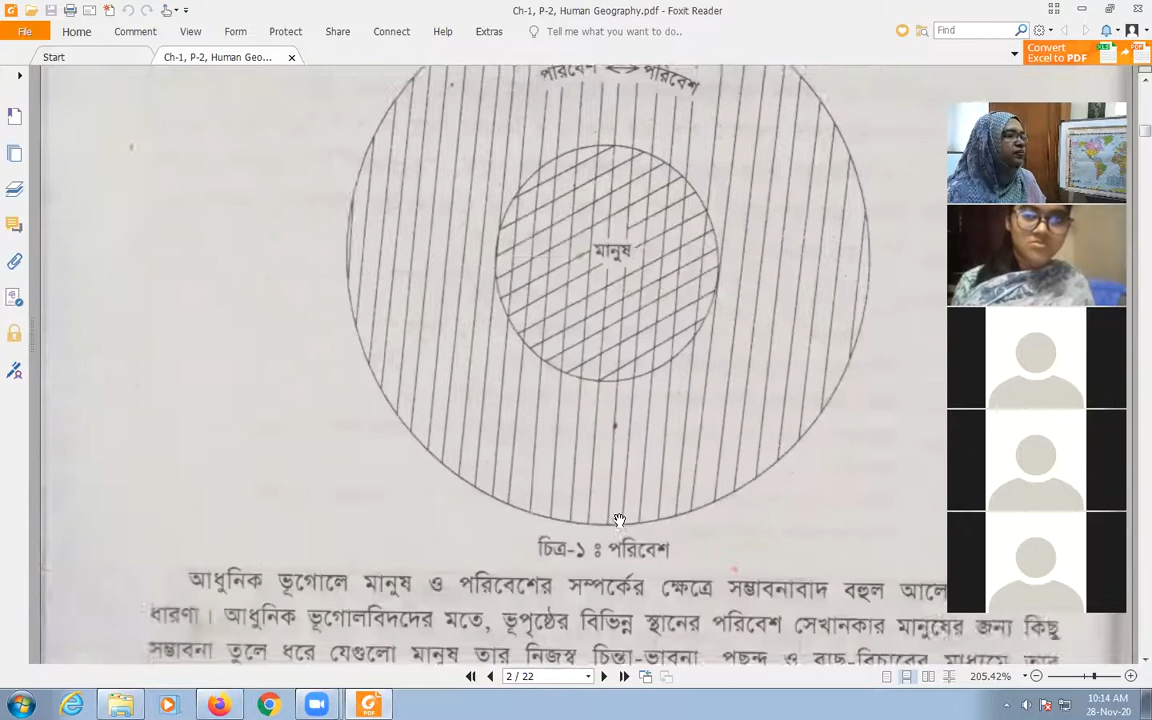 Ch-1, P-2, Human Geography.pdf - Foxit Reader
File Home Comment View Form Protect Share Connect Help Extras Tell me what you want to do.. Find
Start Ch-1, P-2, Human Geo... Convert Excel to PDF
পরিবেশ পরিবেশ
মানুষ
চিত্র-১ : পরিবেশ
আধুনিক ভূগোলে মানুষ ও পরিবেশের সম্পর্কের ক্ষেত্রে সম্ভাবনাবাদ বহুল আলে
ধারণা। আধুনিক ভূগোলবিদদের মতে, ভূপৃষ্ঠের বিভিন্ন স্থানের পরিবেশ সেখানকার মানুষের জন্য কিছু
সম্ভাবনা তুলে ধরে যেগুলো মানুষ তার নিজস্ব চিন্তা-ভাবনা, পছন্দ ও বাছ-বিচারের মাধ্যমে
2 / 22 205.42%
10:14 AM
28-Nov-20